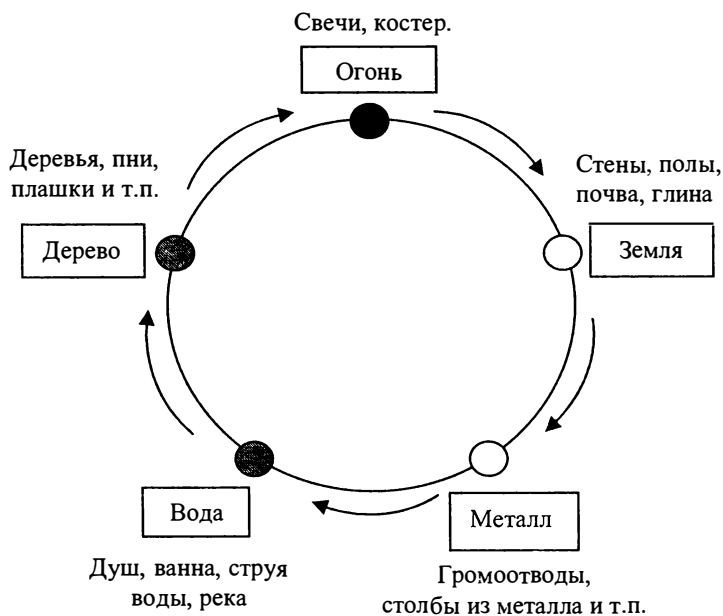 Свечи, костер.
Огонь
Деревья, пни,
плашки и т.п.
Дерево
Стены, полы,
почва, глина
Земля
Вода
Душ, ванна, струя
воды, река
Металл
Громоотводы,
столбы из металла и т.п.